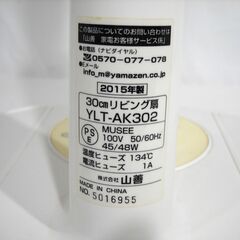 この製品についてのお問合せは
「山善 家電お客様サービス係」
お電話(ナビダイヤル)
0570-077-078
Eメール
info_m@yamazen.co.jp
2015年製
30cmリビング扇
YLT-AK302
PSE
MUSEE
100V 50/60Hz
45/48W
温度ヒューズ 134℃
電流ヒューズ 1A
株式会社 山善
MADE IN CHINA
NO. 5016955